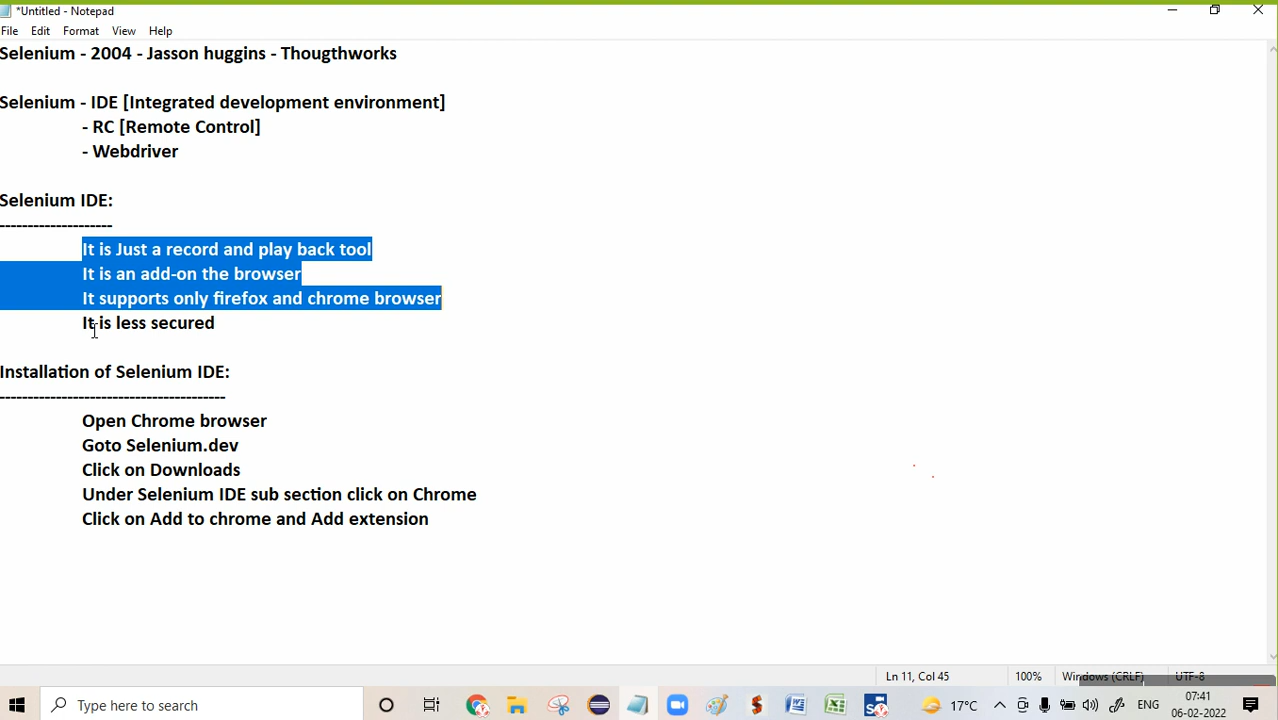 *Untitled - Notepad
File Edit Format View Help
Selenium - 2004 - Jasson huggins - Thougthworks
Selenium - IDE [Integrated development environment]
- RC [Remote Control]
- Webdriver
Selenium IDE:
--------------------
It is Just a record and play back tool
It is an add-on the browser
It supports only firefox and chrome browser
It is less secured
Installation of Selenium IDE:
----------------------------------------
Open Chrome browser
Goto Selenium.dev
Click on Downloads
Under Selenium IDE sub section click on Chrome
Click on Add to chrome and Add extension
Ln 11, Col 45 100% Windows (CRLF) UTF-8
Type here to search 17°C ENG 07:41
06-02-2022